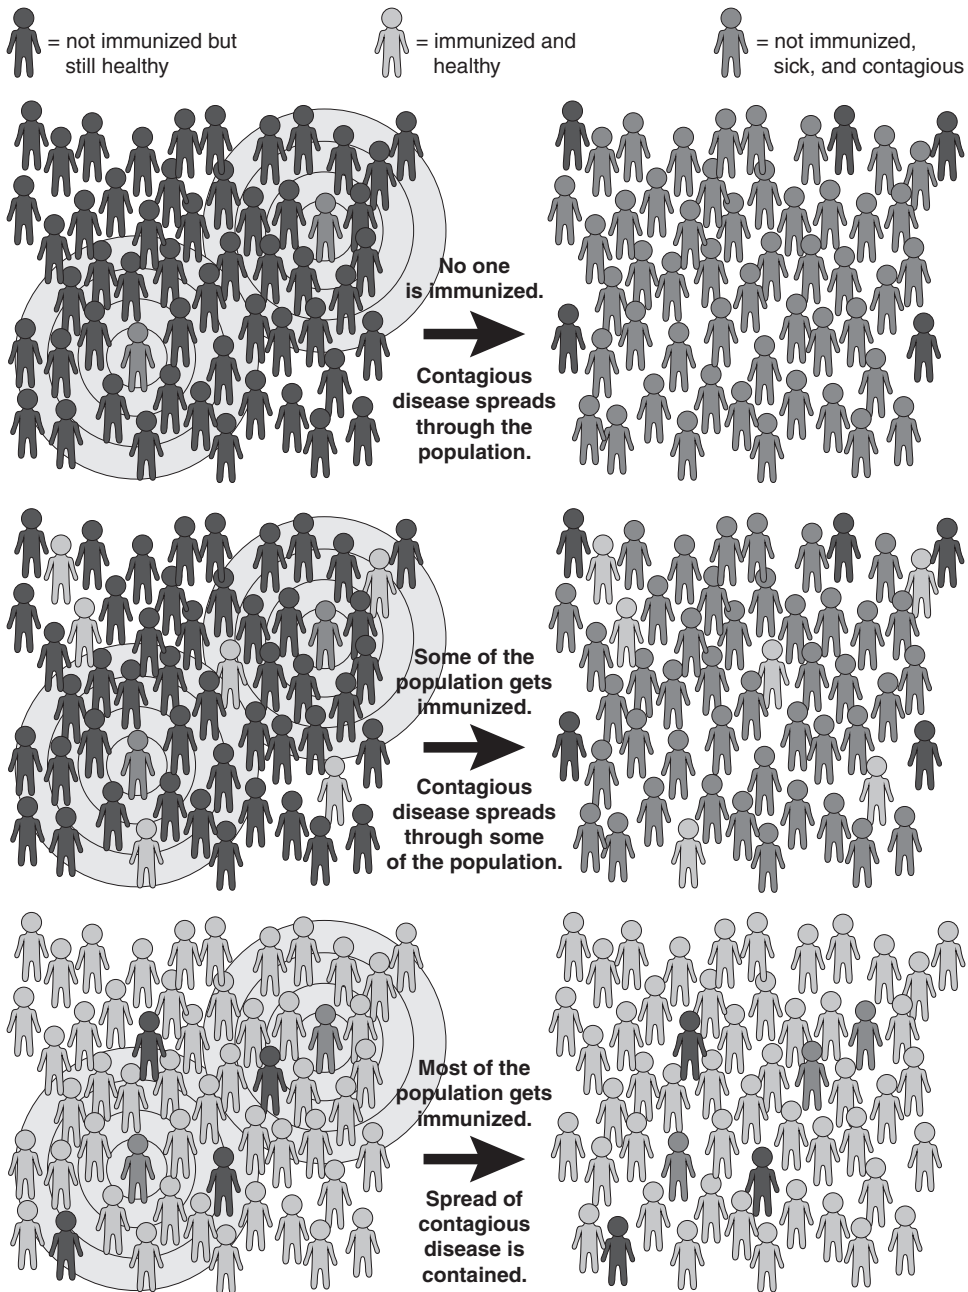 = not immunized but
still healthy
= immunized and
healthy
= not immunized,
sick, and contagious
No one
is immunized.
Contagious
disease spreads
through the
population.
Some of the
population gets
immunized.
Contagious
disease spreads
through some
of the population.
Most of the
population gets
immunized.
Spread of
contagious
disease is
contained.